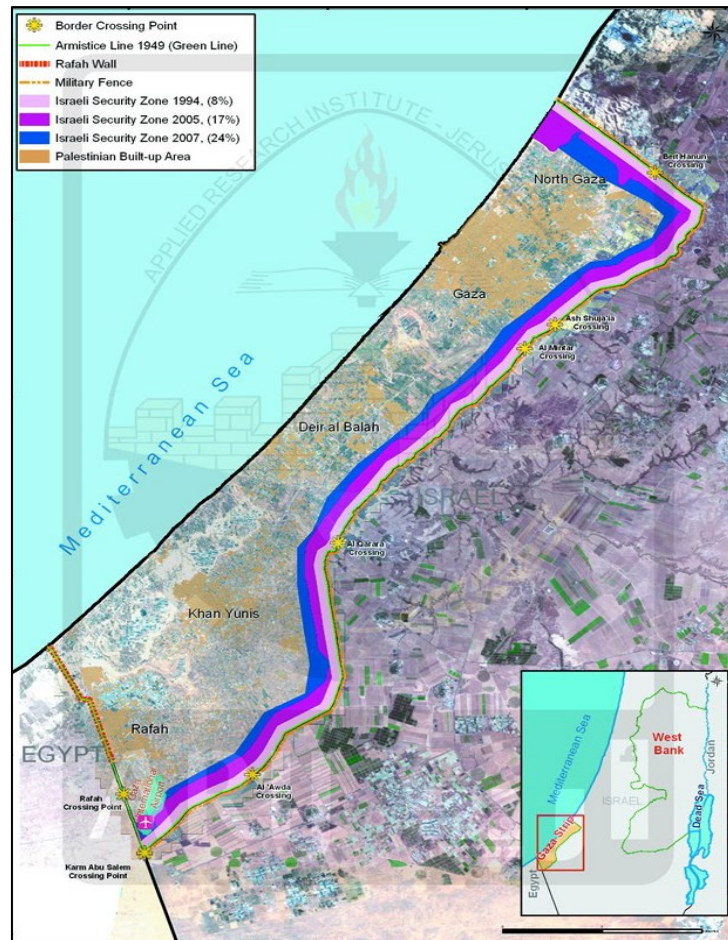 Border Crossing Point
Armistice Line 1949 (Green Line)
Rafah Wall
Military Fence
Israeli Security Zone 1994, (8%)
Israeli Security Zone 2005, (17%)
Israeli Security Zone 2007, (24%)
Palestinian Built-up Area
APPLIED RESEARCH INSTITUTE - JERUS
Beit Hanun
Crossing
North Gaza
Gaza
Ash Shuja'ia
Crossing
Al Mintar
Crossing
Mediterranean Sea
Deir al Balah
ISRAEL
Al Qarara
Crossing
Khan Yunis
Rafah
EGYPT
International
Airport
Rafah
Crossing Point
Al 'Awda
Crossing
Karm Abu Salem
Crossing Point
Mediterranean Sea
West
Bank
Jordan
ISRAEL
Dead Sea
Gaza Strip
Egypt